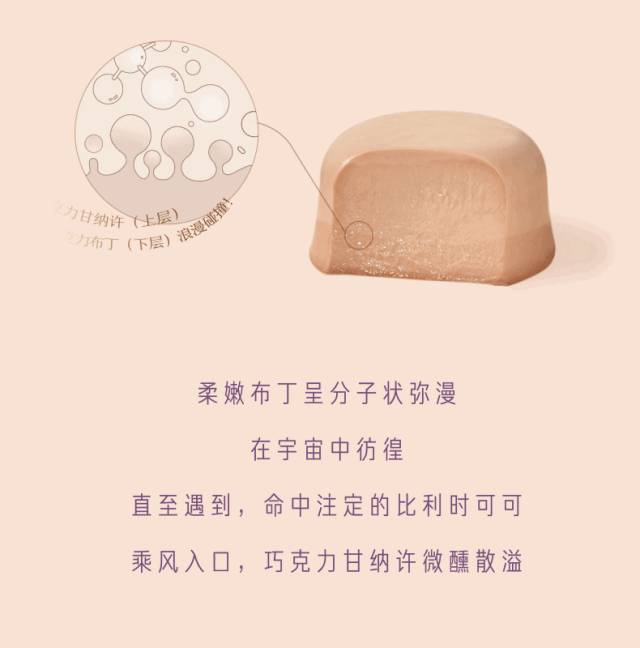 力甘纳许（上层）
力布丁（下层）浪漫碰撞!
柔嫩布丁呈分子状弥漫
在宇宙中彷徨
直至遇到，命中注定的比利时可可
乘风入口，巧克力甘纳许微醺散溢